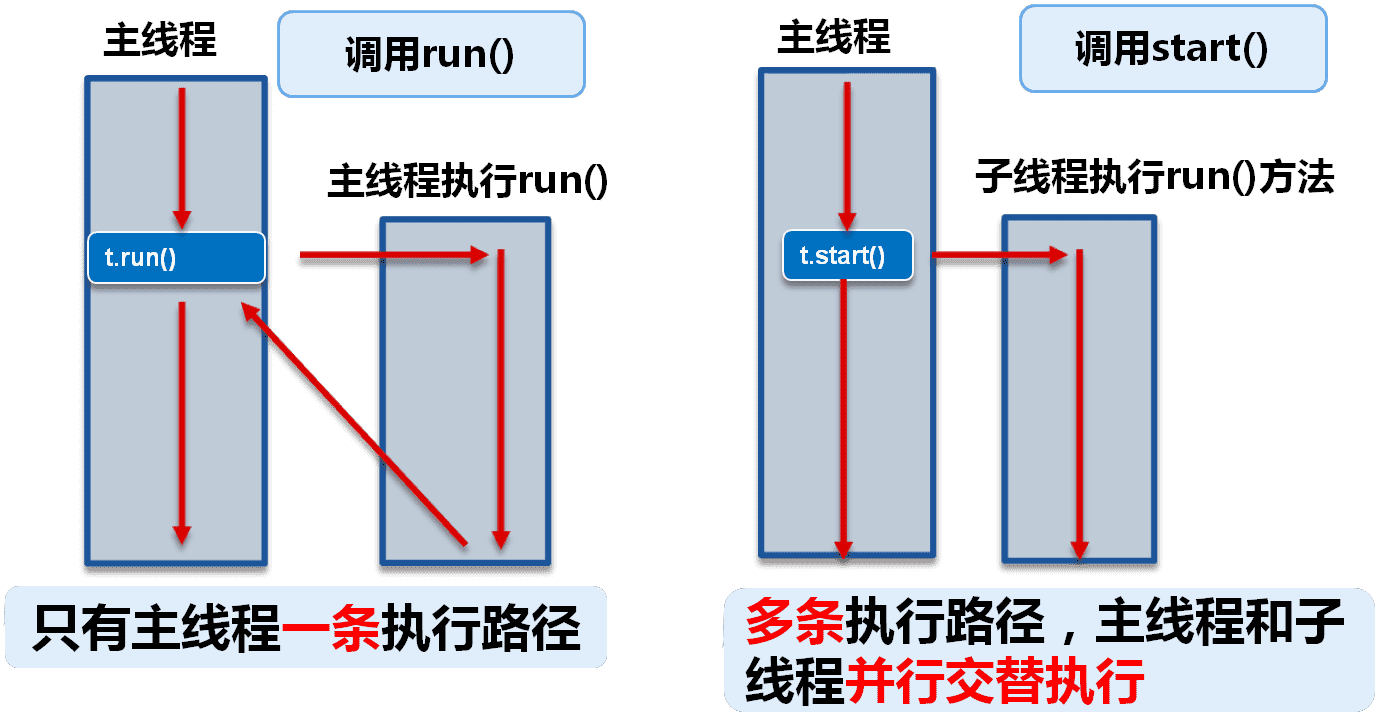 主线程
调用run()
主线程执行run()
t.run()
只有主线程一条执行路径
主线程
调用start()
子线程执行run()方法
t.start()
多条执行路径，主线程和子
线程并行交替执行